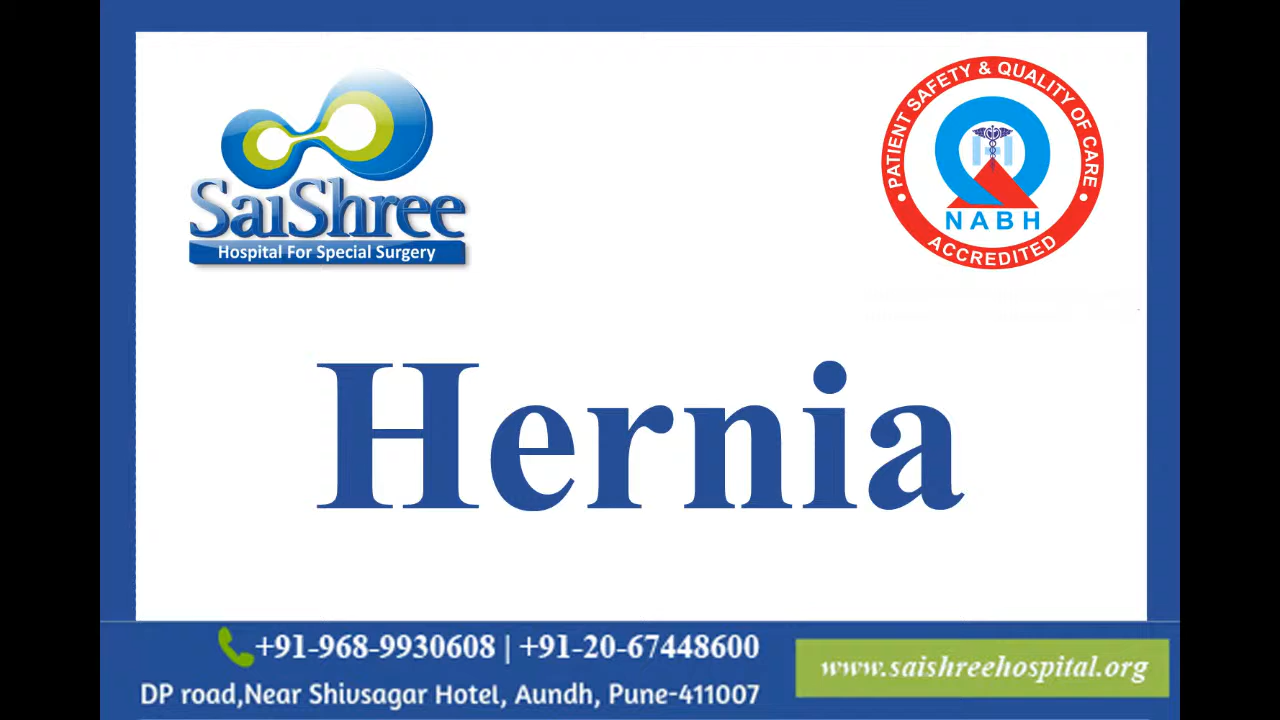 SaiShree
Hospital For Special Surgery
PATIENT SAFETY & QUALITY OF CARE
NABH
ACCREDITED
Hernia
+91-968-9930608 | +91-20-67448600
DP road,Near Shivsagar Hotel, Aundh, Pune-411007
www.saishreehospital.org